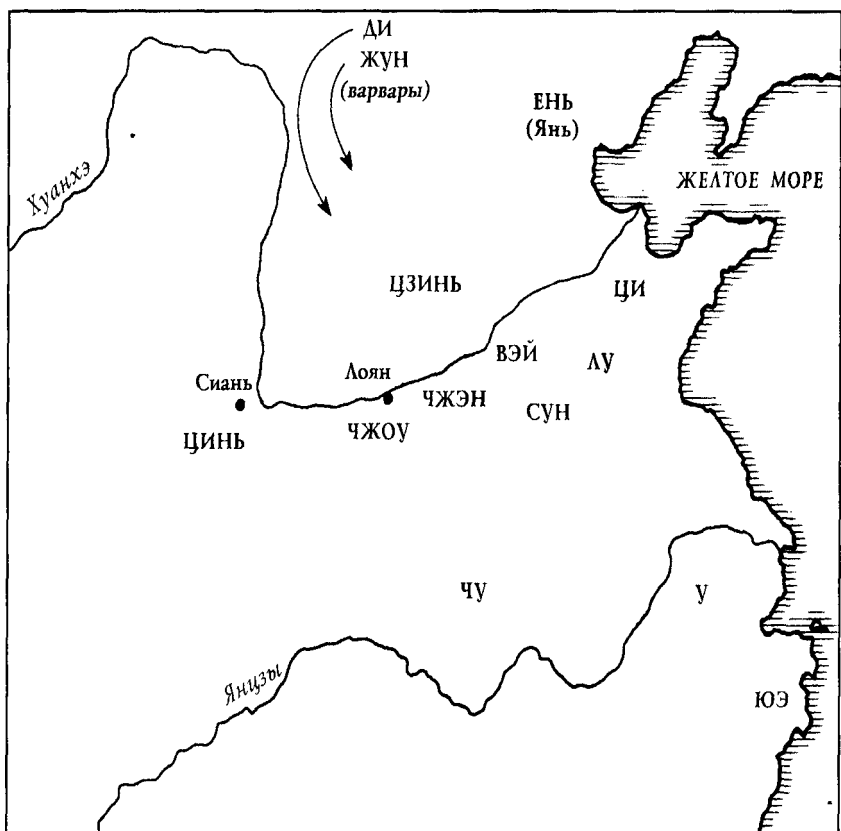 ДИ
ЖУН
(варвары)
ЕНЬ
(Янь)
ЖЕЛТОЕ МОРЕ
Хуанхэ
ЦЗИНЬ
ЦИ
ВЭЙ
ЛУ
Сиань
Лоян
ЧЖЭН
СУН
ЦИНЬ
ЧЖОУ
ЧУ
У
Янцзы
ЮЭ